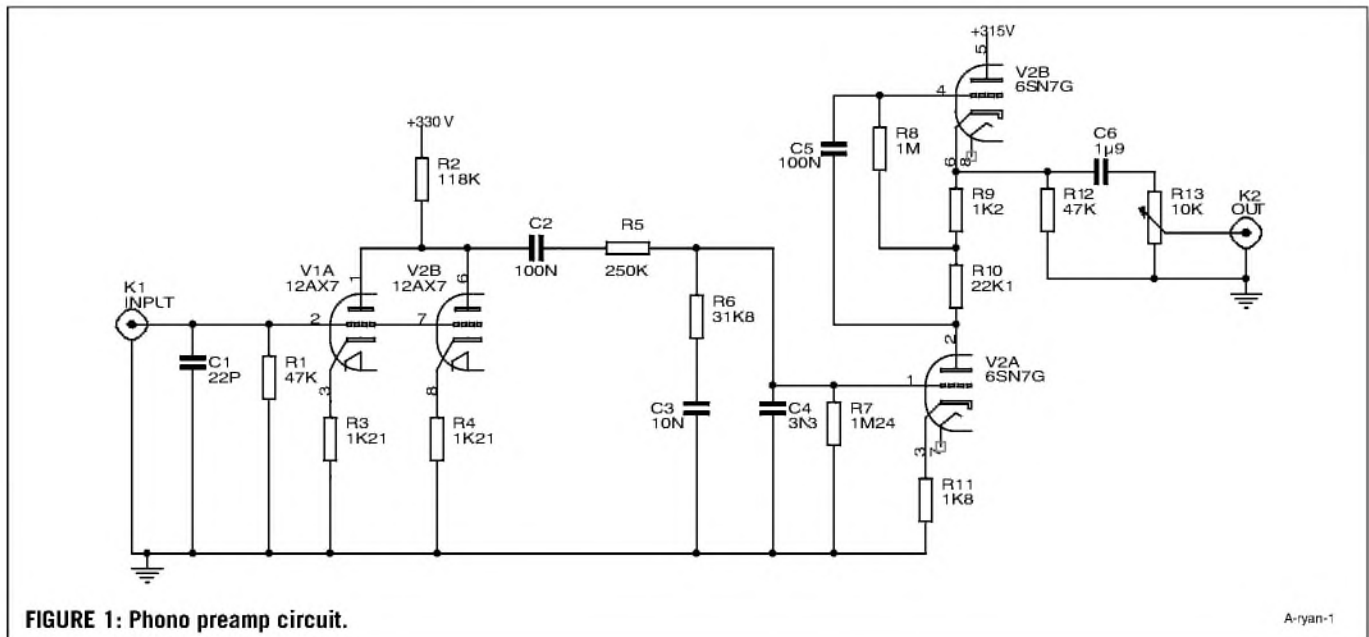 +315V
5
V2B
6SN7G
4
C5
100N
R8
1M
6
8
C6
1µ9
R9
1K2
R12
47K
R13
10K
K2
OUT
+330 V
R2
118K
C2
100N
R5
250K
R10
22K1
K1
INPLT
V1A
12AX7
1
V2B
12AX7
6
2
7
R6
31K8
2
V2A
6SN7G
1
C1
22P
R1
47K
3
8
R3
1K21
R4
1K21
C3
10N
C4
3N3
R7
1M24
3
7
R11
1K8
FIGURE 1: Phono preamp circuit.
A-ryan-1